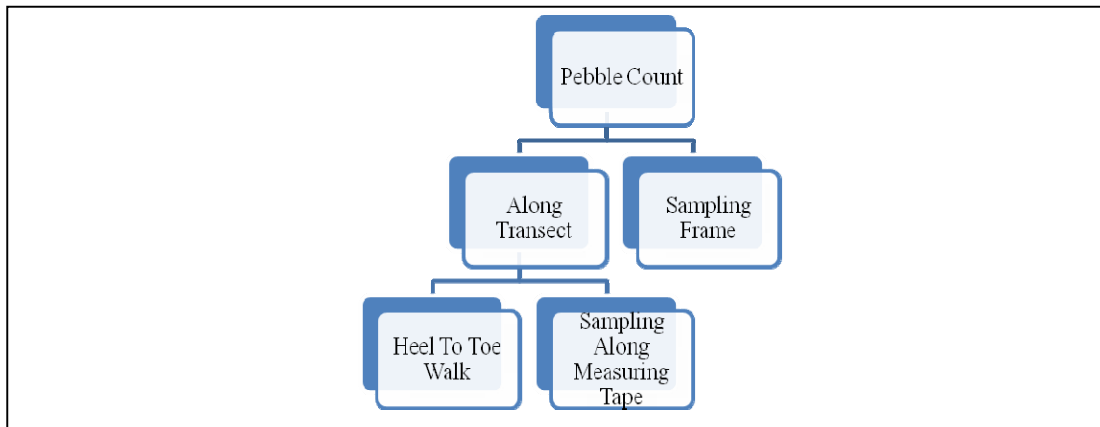 Pebble Count
Along
Transect
Sampling
Frame
Heel To Toe
Walk
Sampling
Along
Measuring
Tape